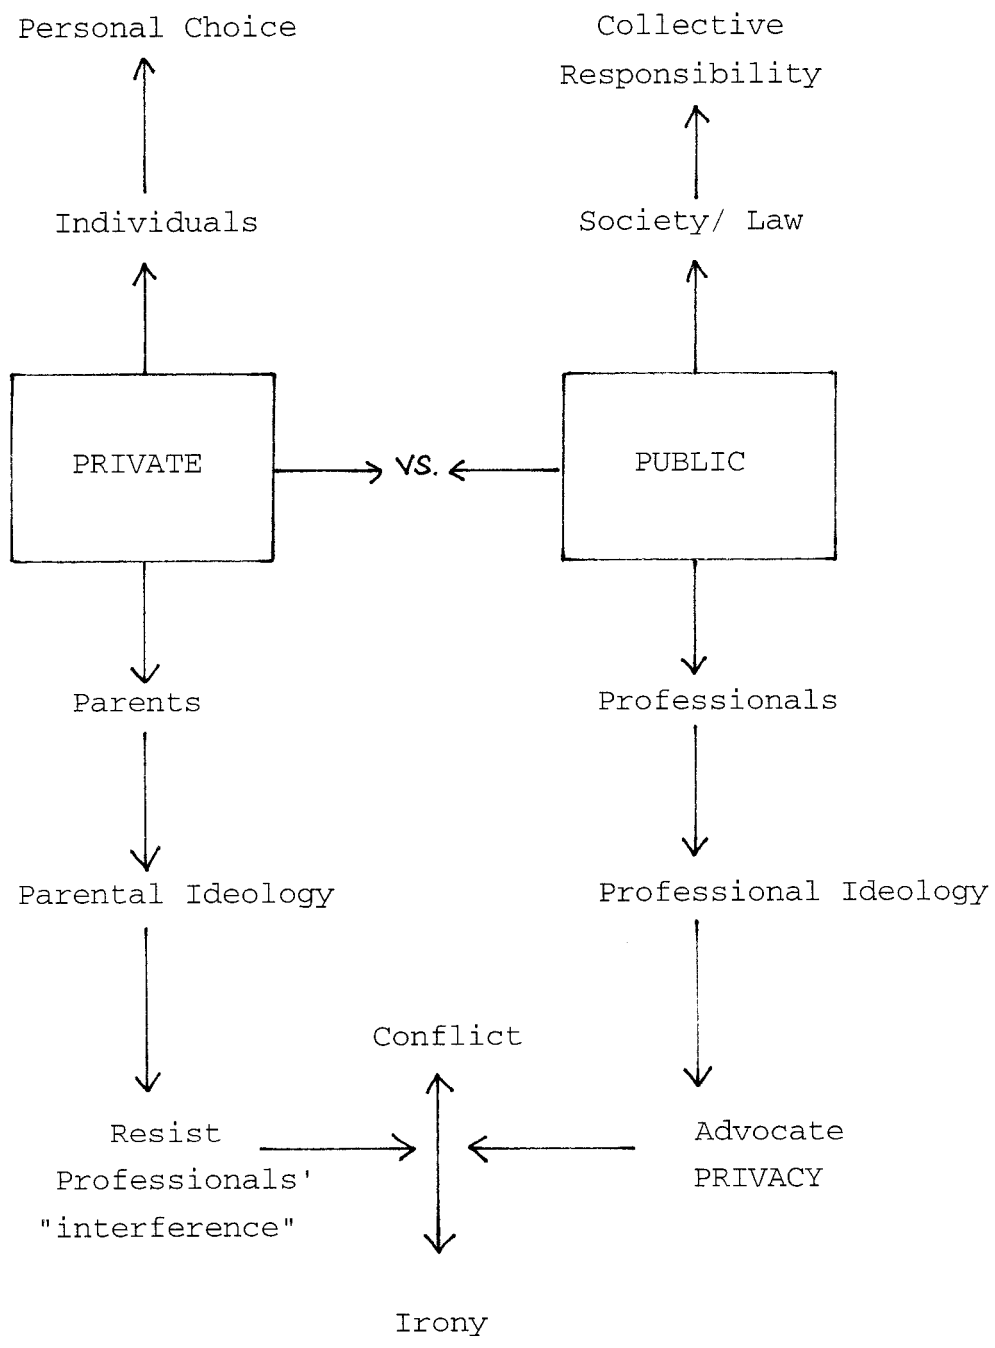 Personal Choice
Collective
Responsibility
Individuals
Society/ Law
PRIVATE
VS.
PUBLIC
Parents
Professionals
Parental Ideology
Professional Ideology
Conflict
Resist
Professionals'
"interference"
Advocate
PRIVACY
Irony